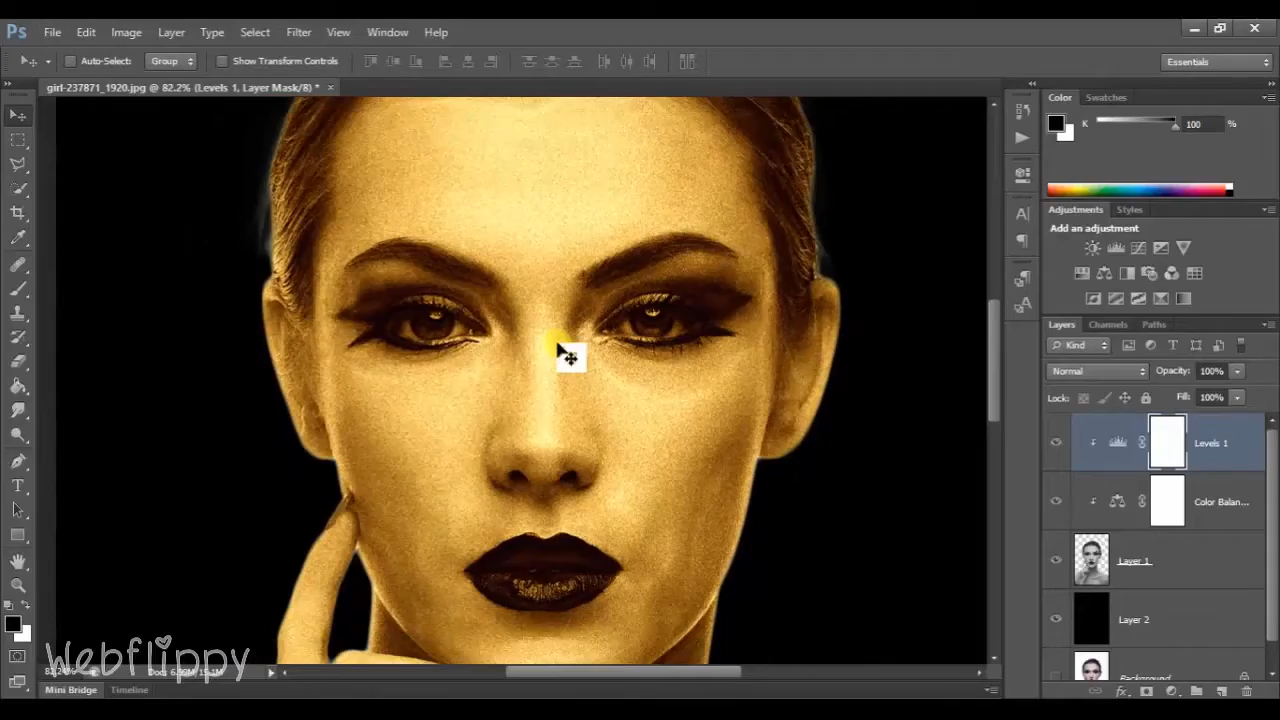 Ps File Edit Image Layer Type Select Filter View Window Help
Auto-Select: Group Show Transform Controls Essentials
girl-237871_1920.jpg @ 82.2% (Levels 1, Layer Mask/8) * ×
Color Swatches
K 100 %
Adjustments Styles
Add an adjustment
Layers Channels Paths
Kind
Normal Opacity: 100%
Lock: Fill: 100%
Levels 1
Color Balan...
Layer 1
Layer 2
Background
Webflippy
Mini Bridge Timeline